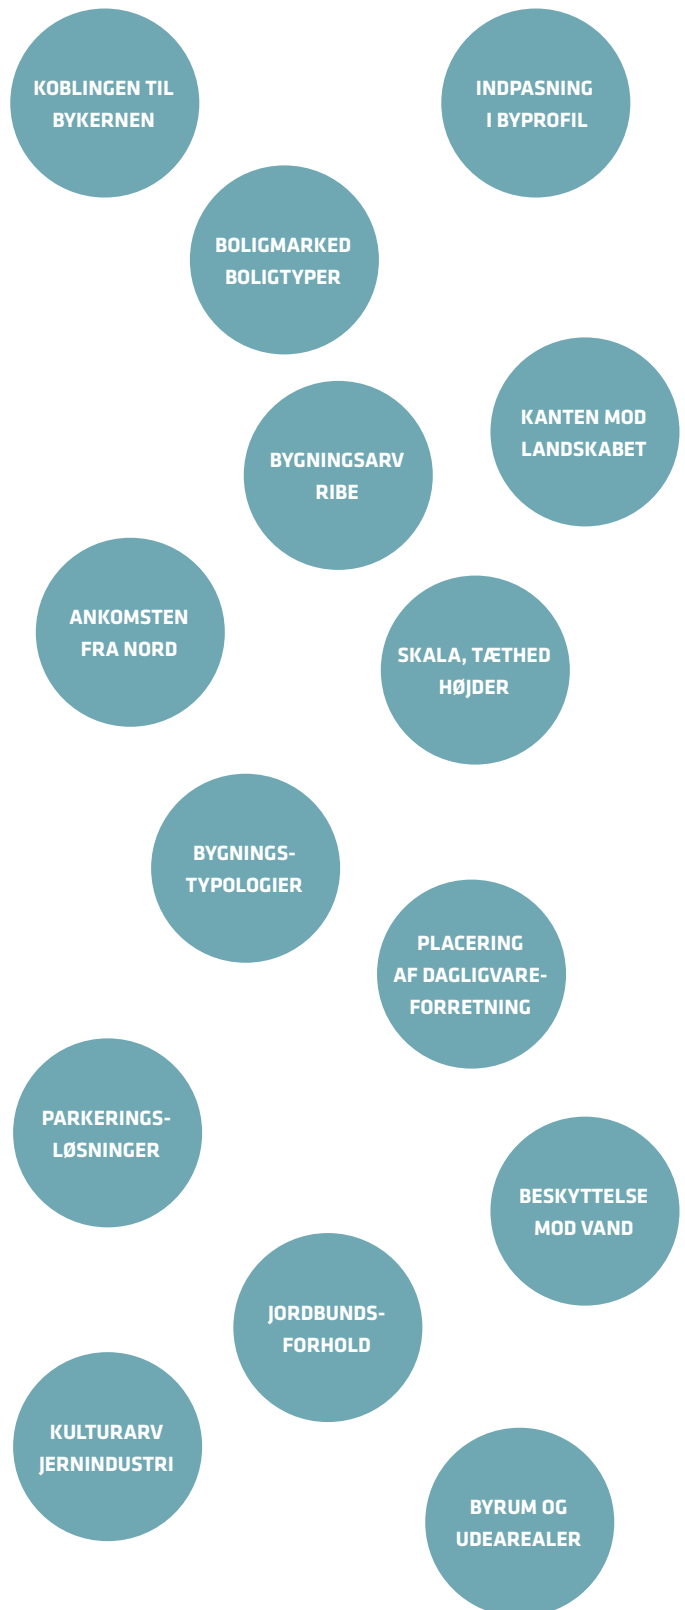 KOBLINGEN TIL
BYKERNEN
INDPASNING
I BYPROFIL
BOLIGMARKED
BOLIGTYPER
KANTEN MOD
LANDSKABET
BYGNINGSARV
RIBE
ANKOMSTEN
FRA NORD
SKALA, TÆTHED
HØJDER
BYGNINGS-
TYPOLOGIER
PLACERING
AF DAGLIGVARE-
FORRETNING
PARKERINGS-
LØSNINGER
BESKYTTELSE
MOD VAND
JORDBUNDS-
FORHOLD
KULTURARV
JERNINDUSTRI
BYRUM OG
UDEAREALER